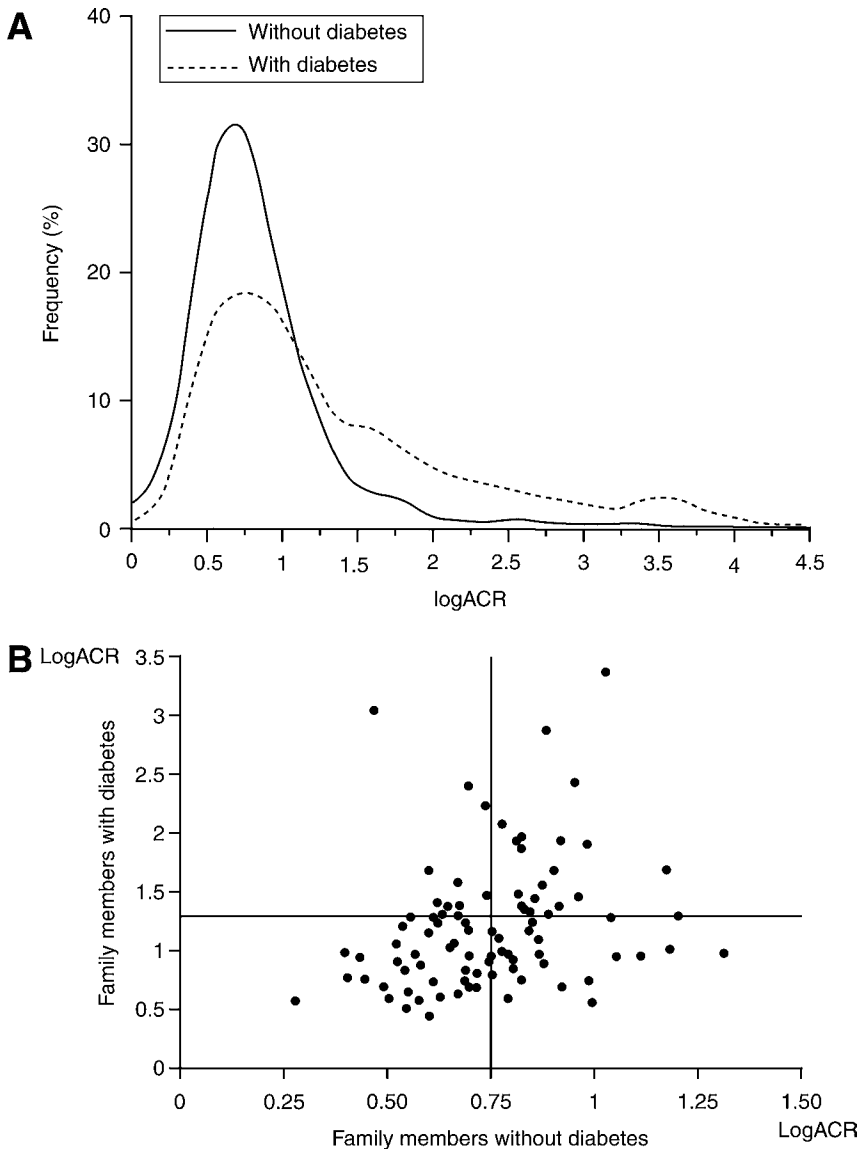 A
Without diabetes
With diabetes
40
30
20
10
0
Frequency (%)
0 0.5 1 1.5 2 2.5 3 3.5 4 4.5
logACR
B
LogACR
3.5
3
2.5
2
1.5
1
0.5
0
Family members with diabetes
0 0.25 0.50 0.75 1 1.25 1.50
Family members without diabetes
LogACR